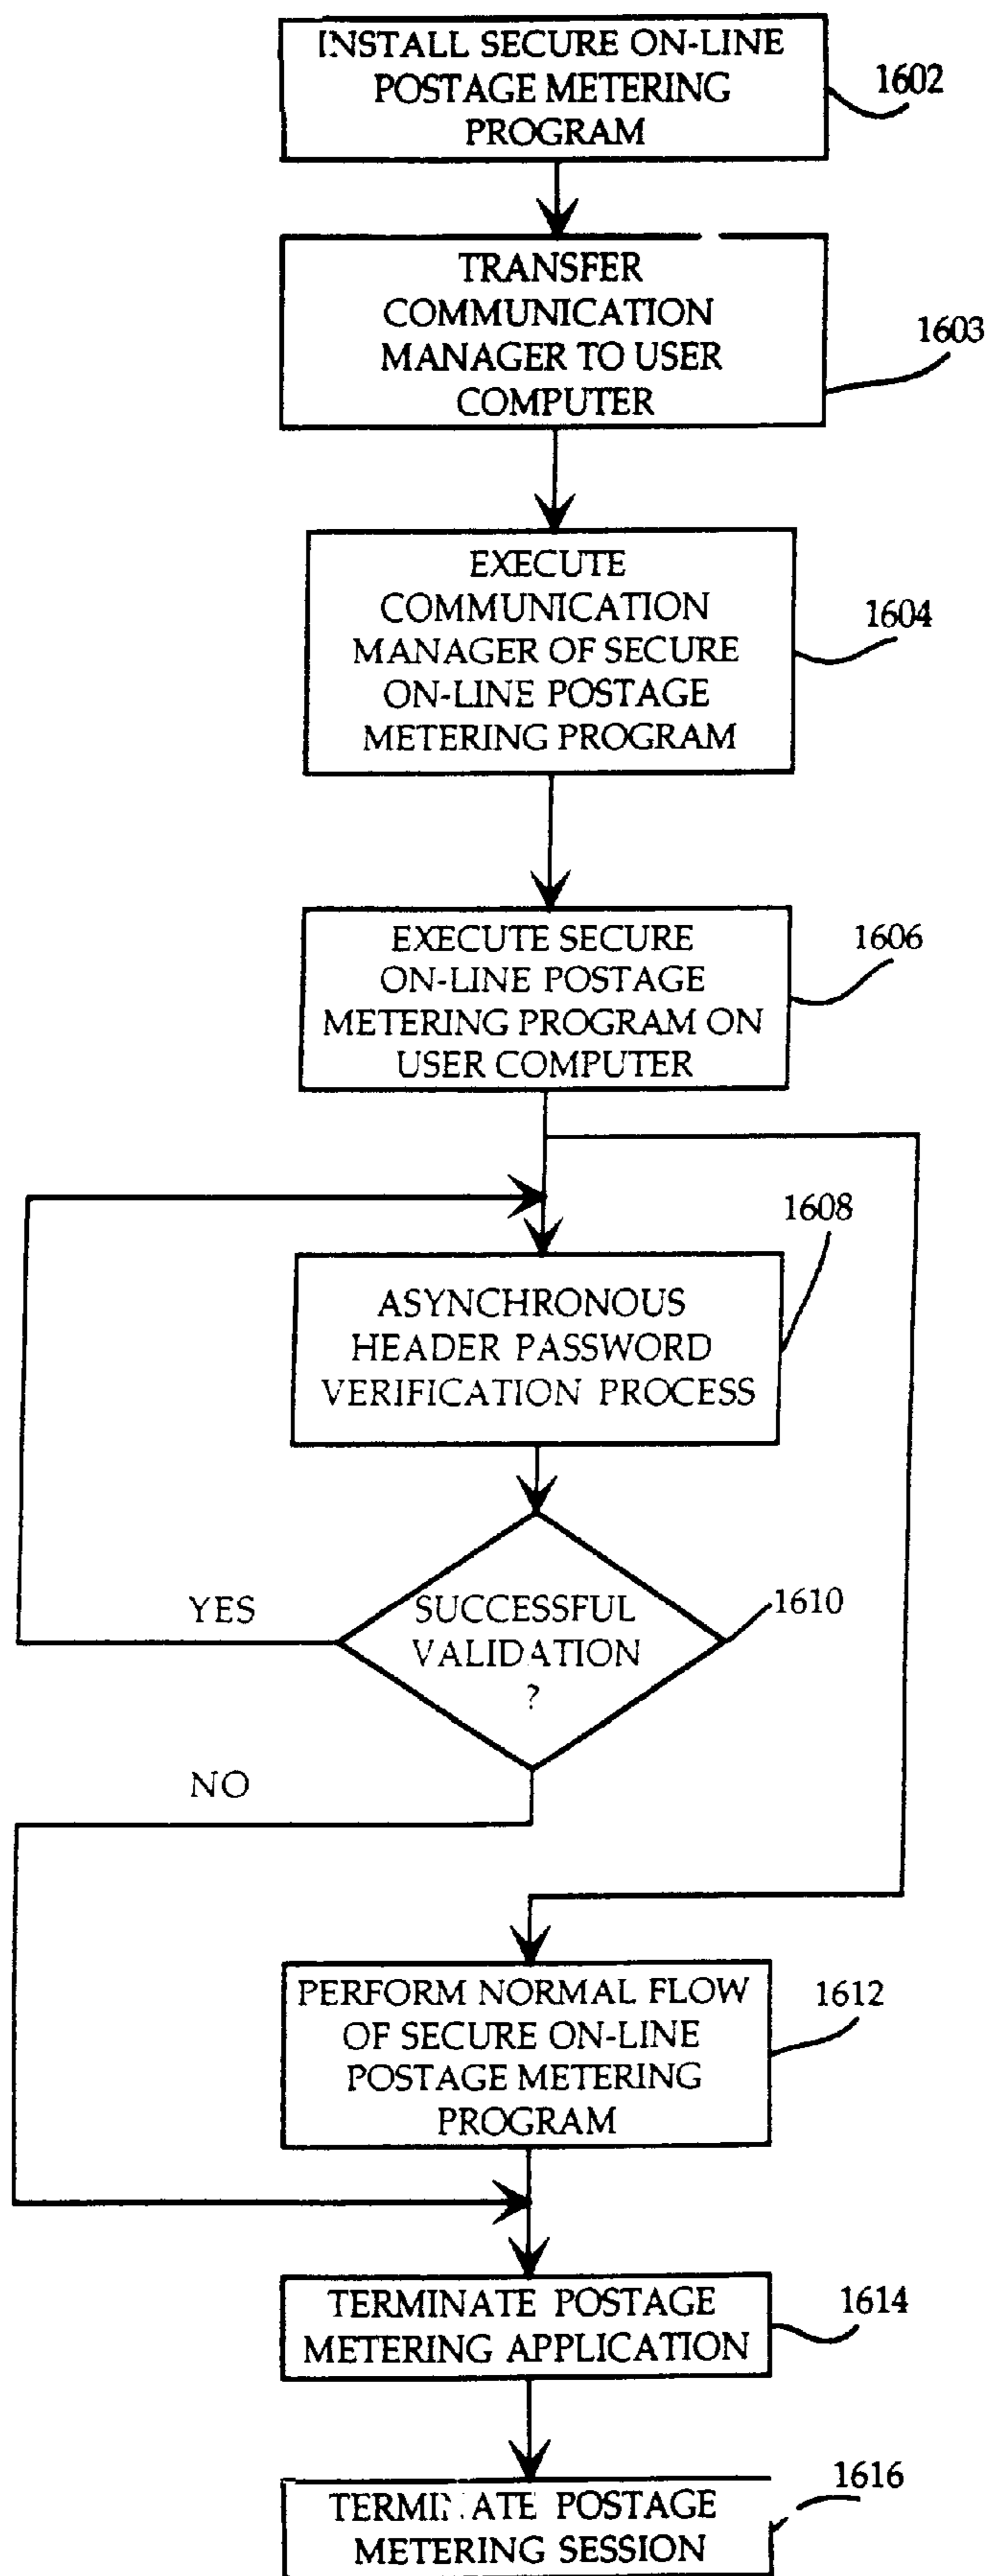 INSTALL SECURE ON-LINE
POSTAGE METERING
PROGRAM
1602
TRANSFER
COMMUNICATION
MANAGER TO USER
COMPUTER
1603
EXECUTE
COMMUNICATION
MANAGER OF SECURE
ON-LINE POSTAGE
METERING PROGRAM
1604
EXECUTE SECURE
ON-LINE POSTAGE
METERING PROGRAM ON
USER COMPUTER
1606
1608
ASYNCHRONOUS
HEADER PASSWORD
VERIFICATION PROCESS
YES
SUCCESSFUL
VALIDATION
?
1610
NO
PERFORM NORMAL FLOW
OF SECURE ON-LINE
POSTAGE METERING
PROGRAM
1612
TERMINATE POSTAGE
METERING APPLICATION
1614
TERMINATE POSTAGE
METERING SESSION
1616